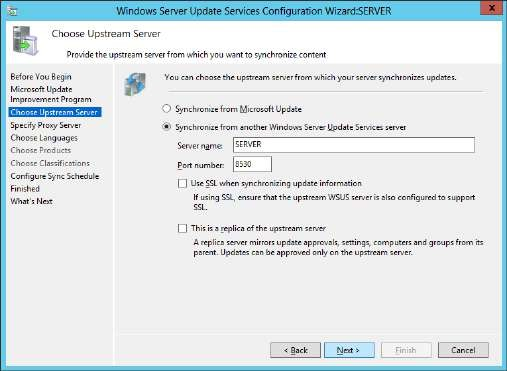 Windows Server Update Services Configuration Wizard:SERVER
X
Choose Upstream Server
Provide the upstream server from which you want to synchronize content
Before You Begin
Microsoft Update
Improvement Program
Choose Upstream Server
Specify Proxy Server
Choose Languages
Choose Products
Choose Classifications
Configure Sync Schedule
Finished
What's Next
You can choose the upstream server from which your server synchronizes updates.
Synchronize from Microsoft Update
Synchronize from another Windows Server Update Services server
Server name: SERVER
Port number: 8530
Use SSL when synchronizing update information
If using SSL, ensure that the upstream WSUS server is also configured to support
SSL.
This is a replica of the upstream server
A replica server mirrors update approvals, settings, computers and groups from its
parent. Updates can be approved only on the upstream server.
< Back Next > Finish Cancel